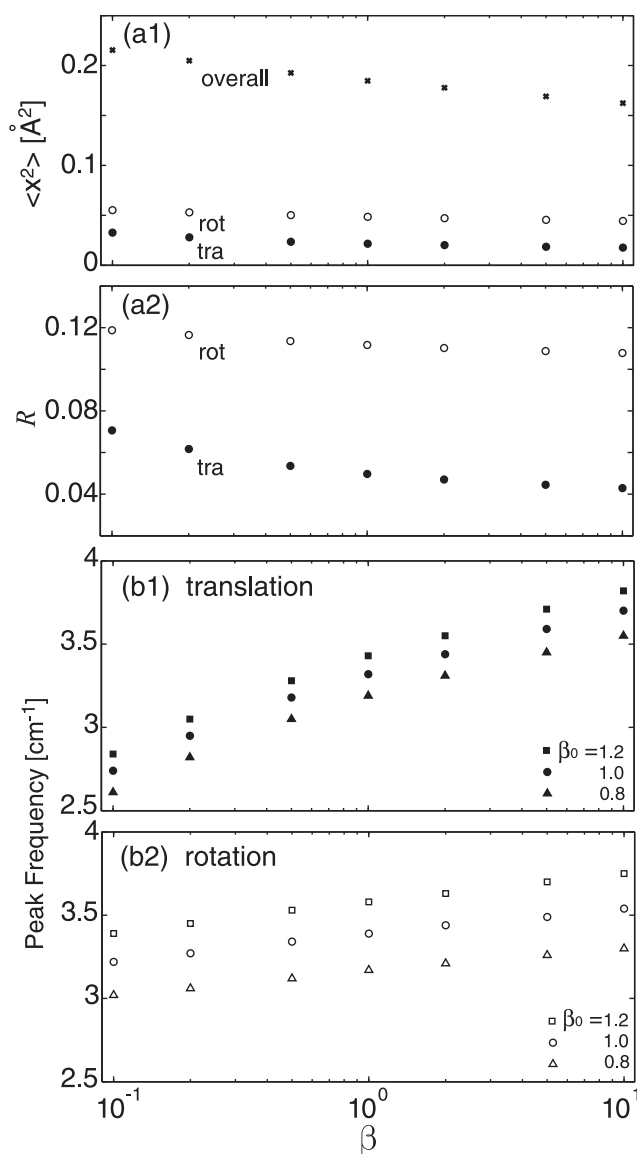 (a1)
0.2
overall
<x²> [Å²]
0.1
rot
tra
0
(a2)
0.12
rot
0.08
R
tra
0.04
4
(b1) translation
3.5
3
β₀ = 1.2
1.0
0.8
2.5
Peak Frequency [cm⁻¹]
4
(b2) rotation
3.5
3
β₀ = 1.2
1.0
0.8
2.5
10⁻¹ 10⁰ 10¹
β